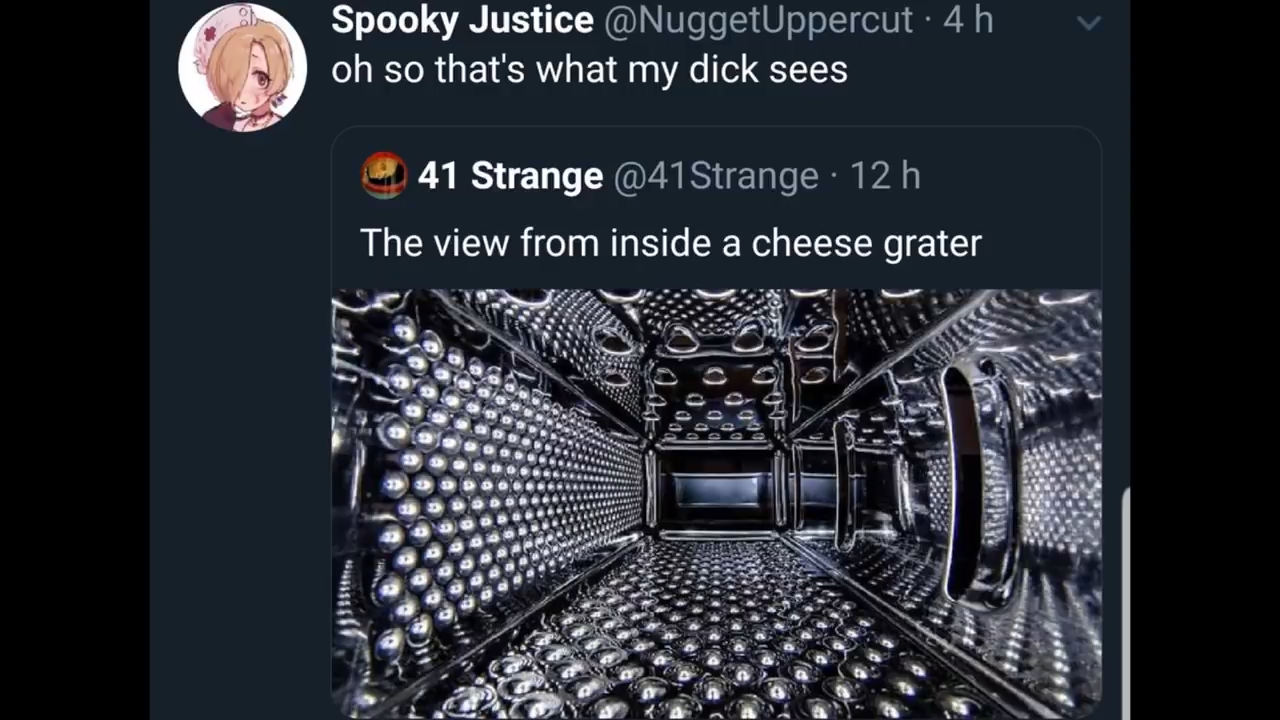 Spooky Justice @NuggetUppercut · 4 h
oh so that's what my dick sees
41 Strange @41Strange · 12 h
The view from inside a cheese grater